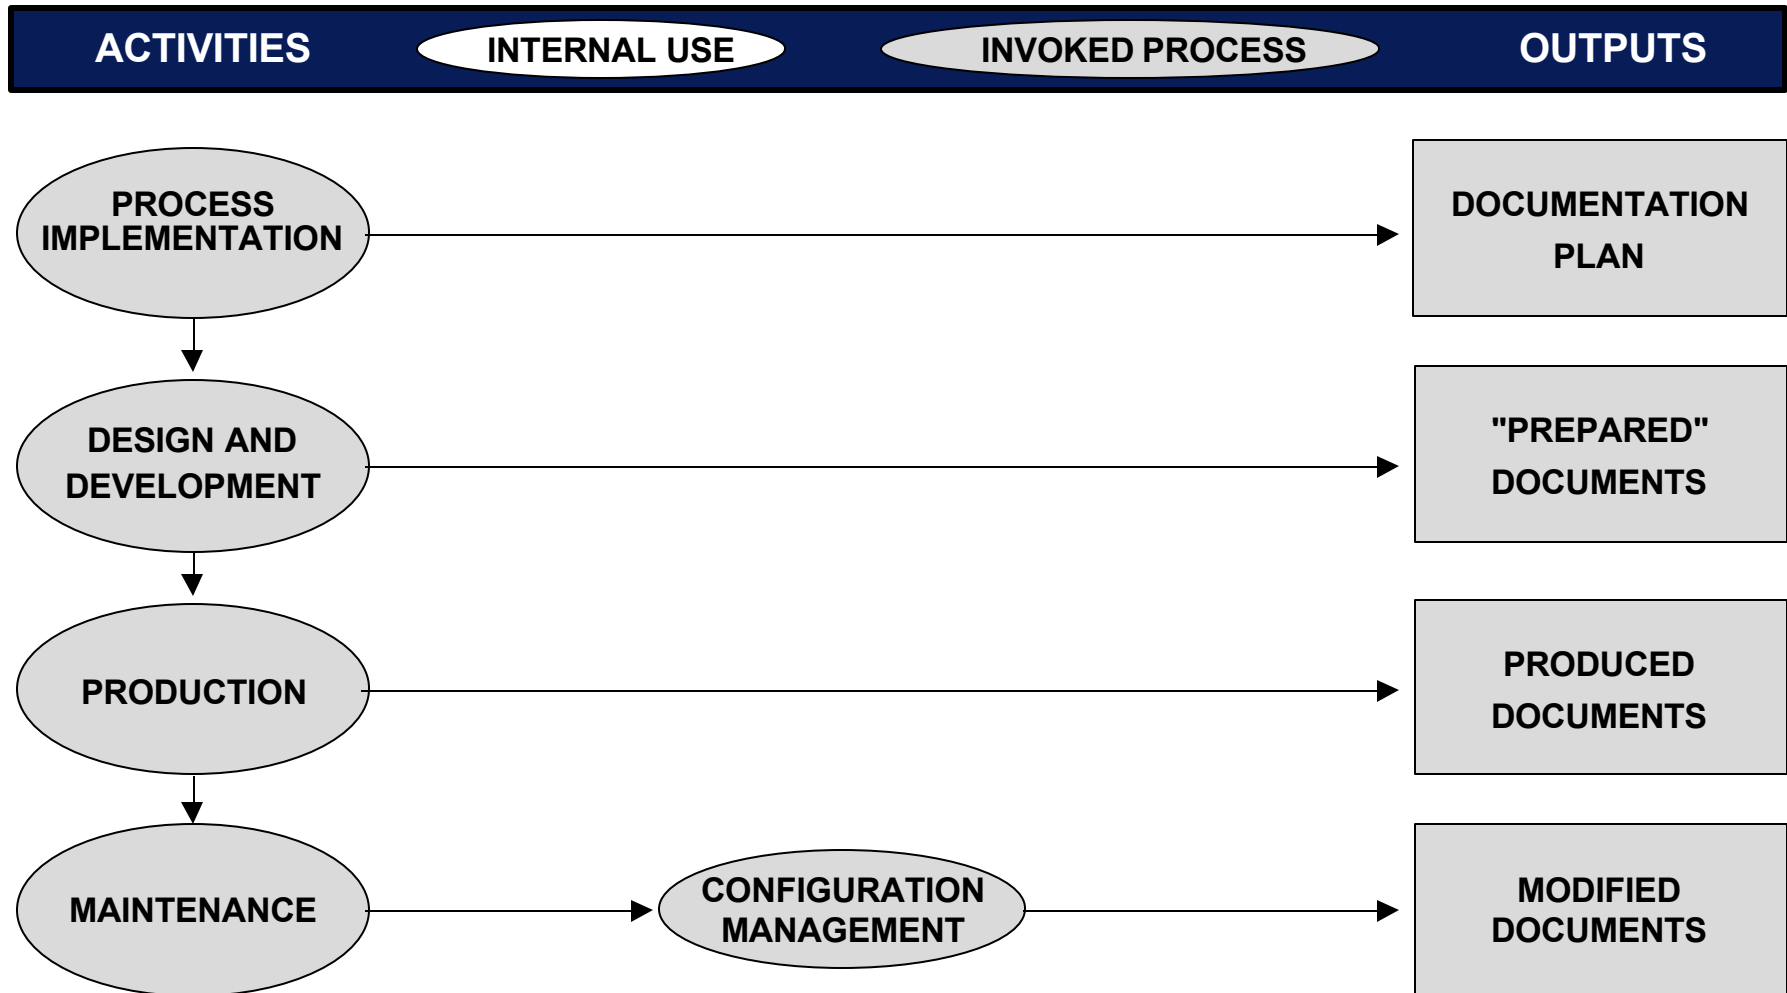 ACTIVITIES
INTERNAL USE
INVOKED PROCESS
OUTPUTS
PROCESS
IMPLEMENTATION
DOCUMENTATION
PLAN
DESIGN AND
DEVELOPMENT
"PREPARED"
DOCUMENTS
PRODUCTION
PRODUCED
DOCUMENTS
MAINTENANCE
CONFIGURATION
MANAGEMENT
MODIFIED
DOCUMENTS